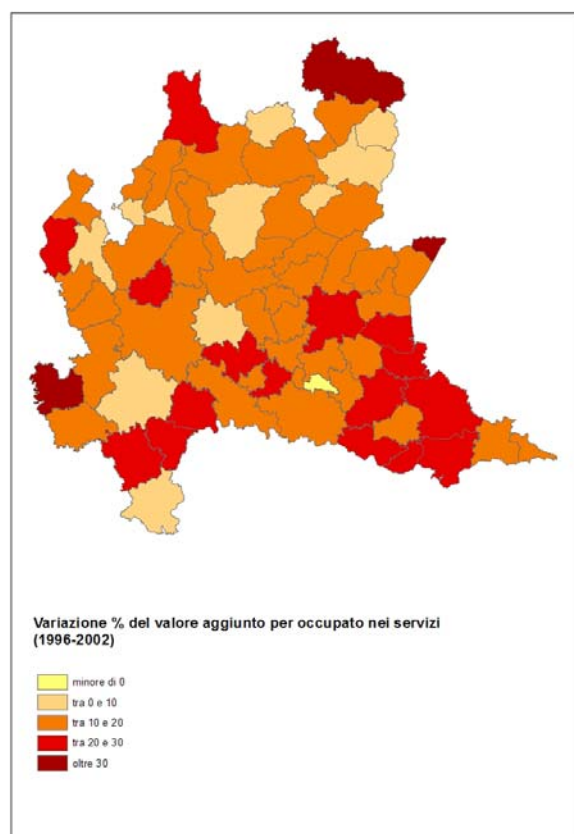 Variazione % del valore aggiunto per occupato nei servizi
(1996-2002)
minore di 0
tra 0 e 10
tra 10 e 20
tra 20 e 30
oltre 30